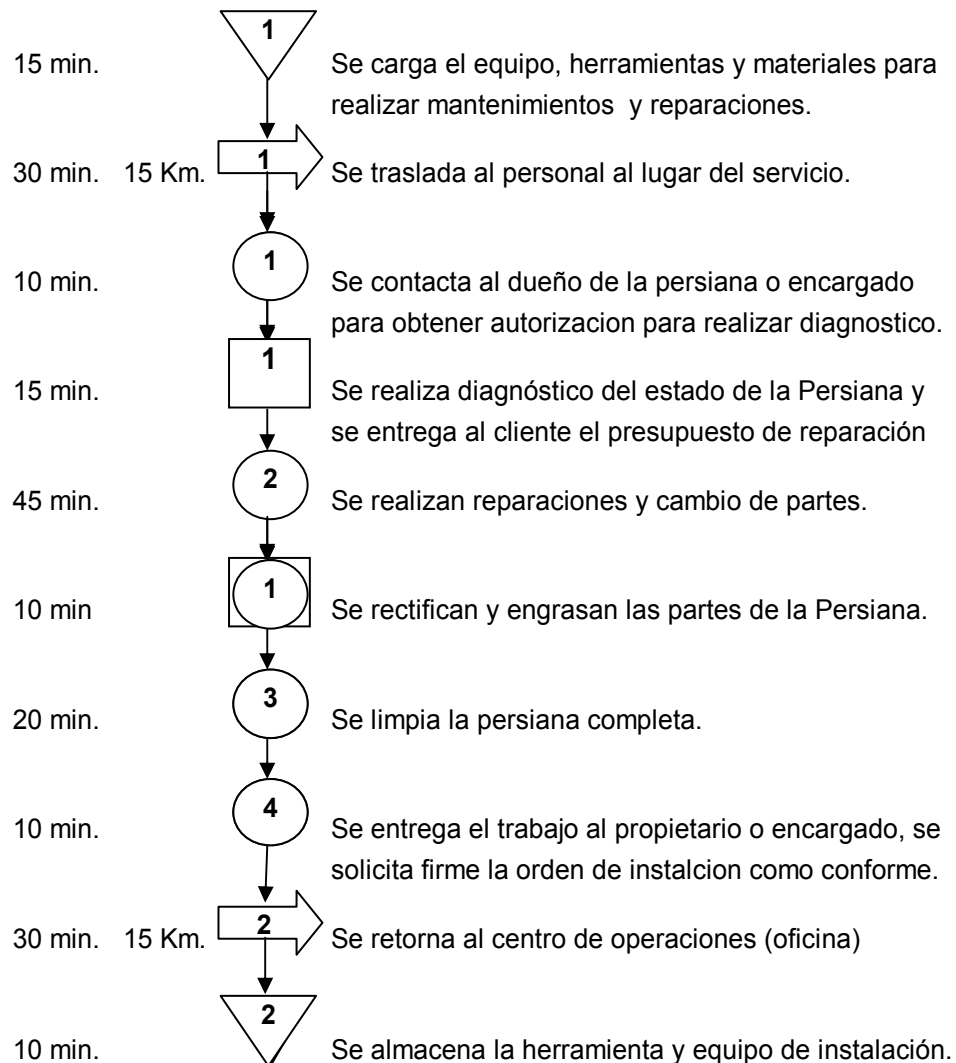 1
15 min. Se carga el equipo, herramientas y materiales para
realizar mantenimientos y reparaciones.
30 min. 15 Km. 1 Se traslada al personal al lugar del servicio.
1
10 min. Se contacta al dueño de la persiana o encargado
para obtener autorizacion para realizar diagnostico.
1
15 min. Se realiza diagnóstico del estado de la Persiana y
se entrega al cliente el presupuesto de reparación
2
45 min. Se realizan reparaciones y cambio de partes.
1
10 min Se rectifican y engrasan las partes de la Persiana.
3
20 min. Se limpia la persiana completa.
4
10 min. Se entrega el trabajo al propietario o encargado, se
solicita firme la orden de instalcion como conforme.
2
30 min. 15 Km. Se retorna al centro de operaciones (oficina)
2
10 min. Se almacena la herramienta y equipo de instalación.